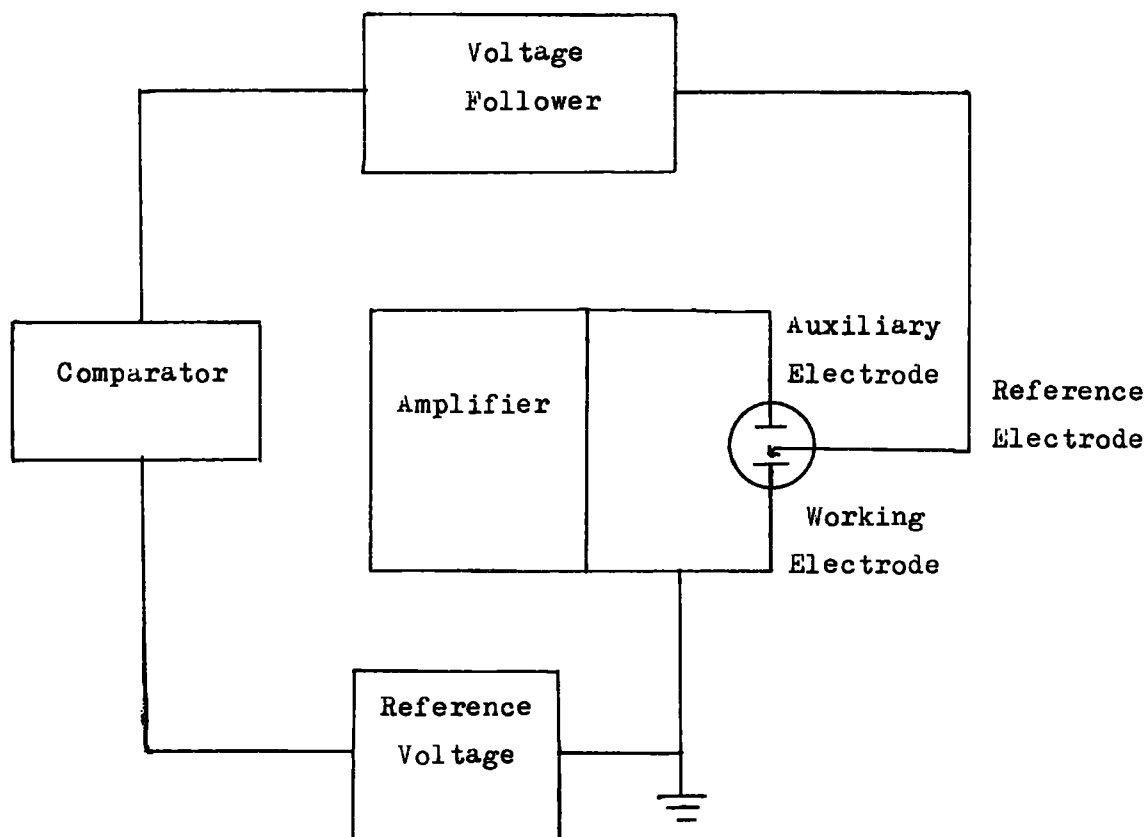 Voltage
Follower
Comparator
Amplifier
Auxiliary
Electrode
Reference
Electrode
Working
Electrode
Reference
Voltage